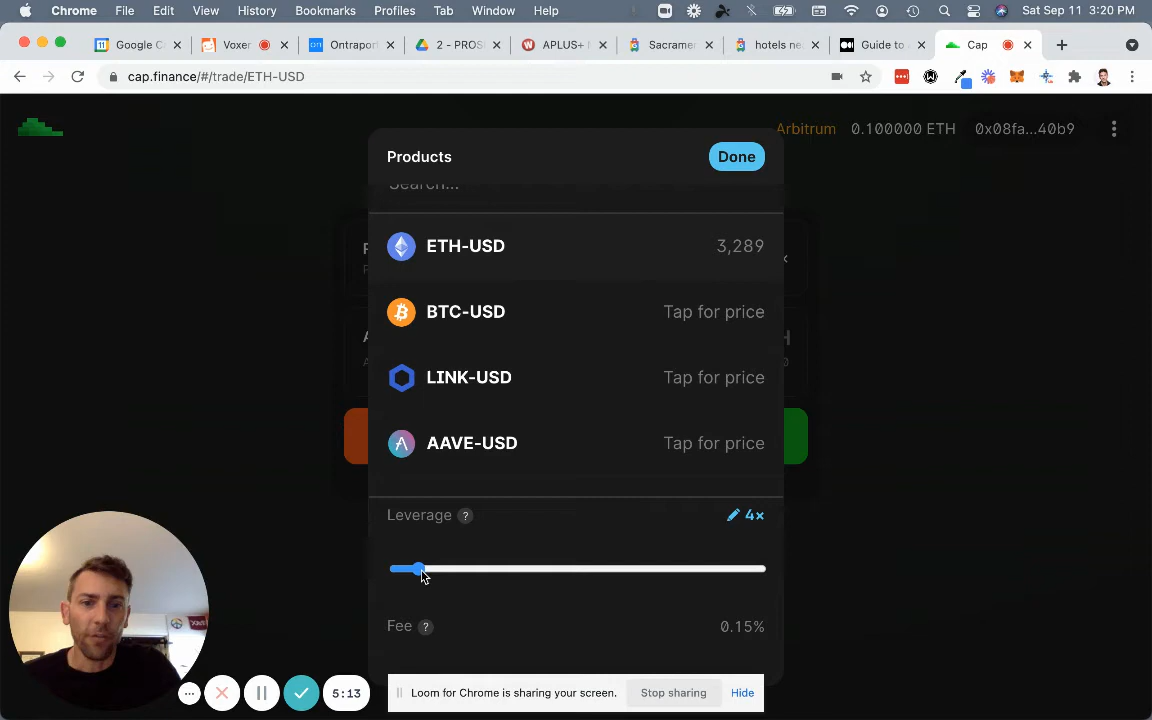 Chrome File Edit View History Bookmarks Profiles Tab Window Help Sat Sep 11 3:20 PM
Google C Voxer Ontraport 2 - PROS APLUS+ M Sacramer hotels ne Guide to Cap
cap.finance/#/trade/ETH-USD
Arbitrum 0.100000 ETH 0x08fa...40b9
Products Done
Search...
ETH-USD 3,289
BTC-USD Tap for price
LINK-USD Tap for price
AAVE-USD Tap for price
Leverage ? 4×
Fee ? 0.15%
5:13
Loom for Chrome is sharing your screen. Stop sharing Hide